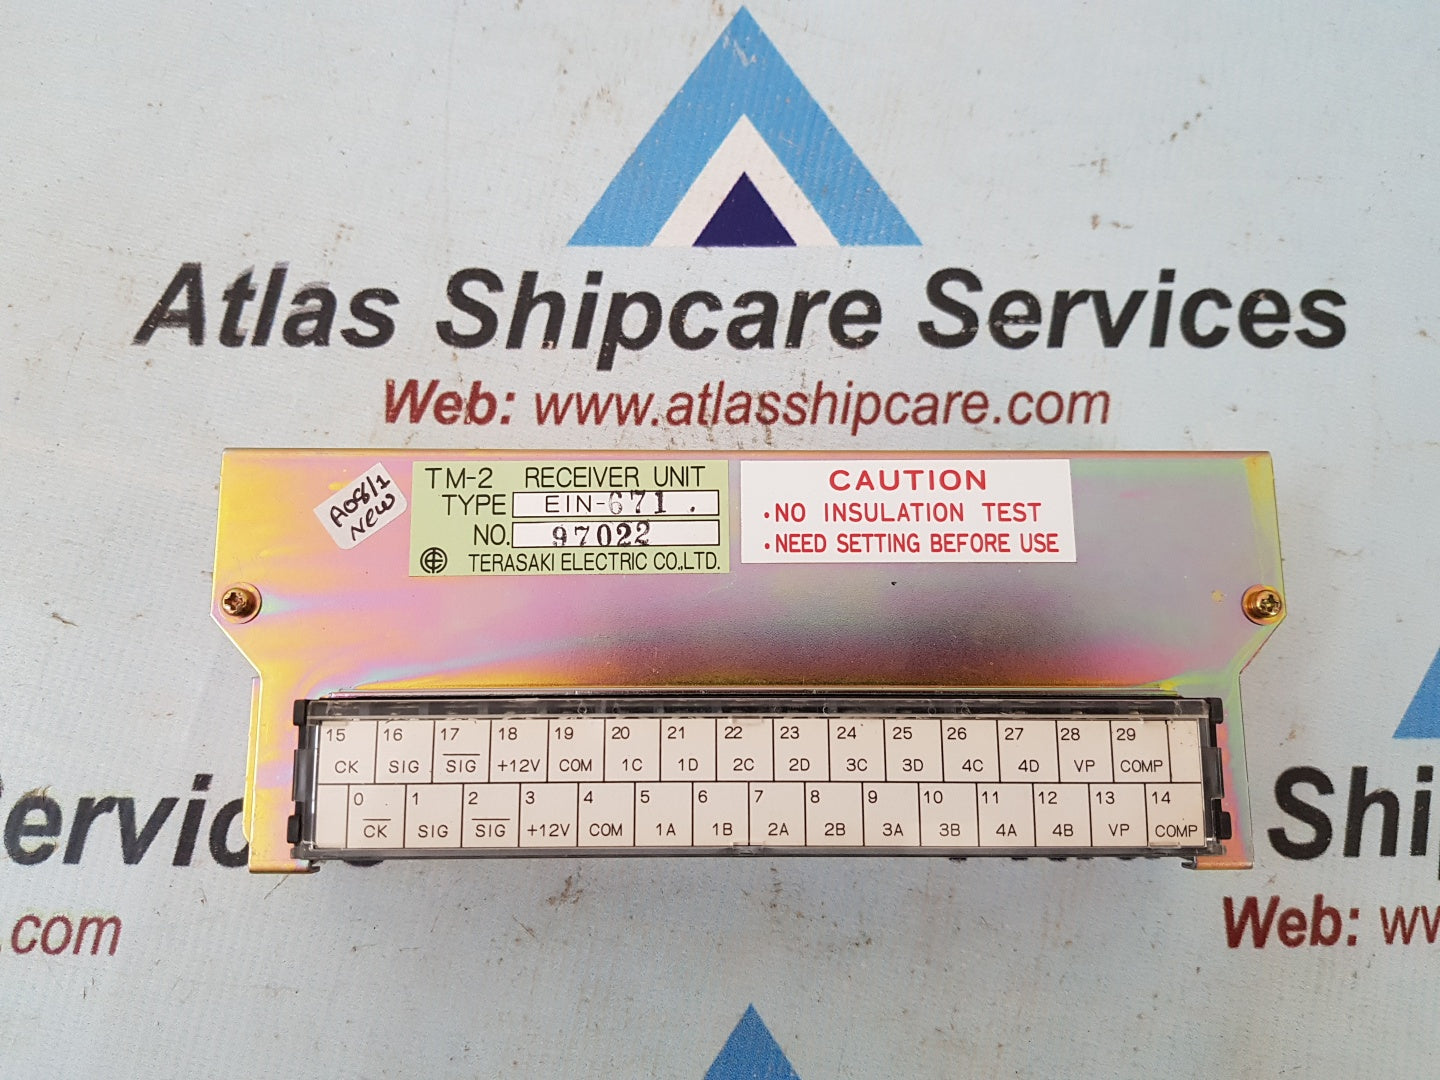 Atlas Shipcare Services
Web: www.atlasshipcare.com
A08/1
New
TM-2 RECEIVER UNIT
TYPE EIN-671.
NO. 97022
TERASAKI ELECTRIC CO.,LTD.
CAUTION
•NO INSULATION TEST
•NEED SETTING BEFORE USE
15 16 17 18 19 20 21 22 23 24 25 26 27 28 29
CK SIG S̅I̅G̅ +12V COM 1C 1D 2C 2D 3C 3D 4C 4D VP COMP
0 1 2 3 4 5 6 7 8 9 10 11 12 13 14
C̅K̅ SIG S̅I̅G̅ +12V COM 1A 1B 2A 2B 3A 3B 4A 4B VP COMP
ervic
.com
Shi
Web: ww